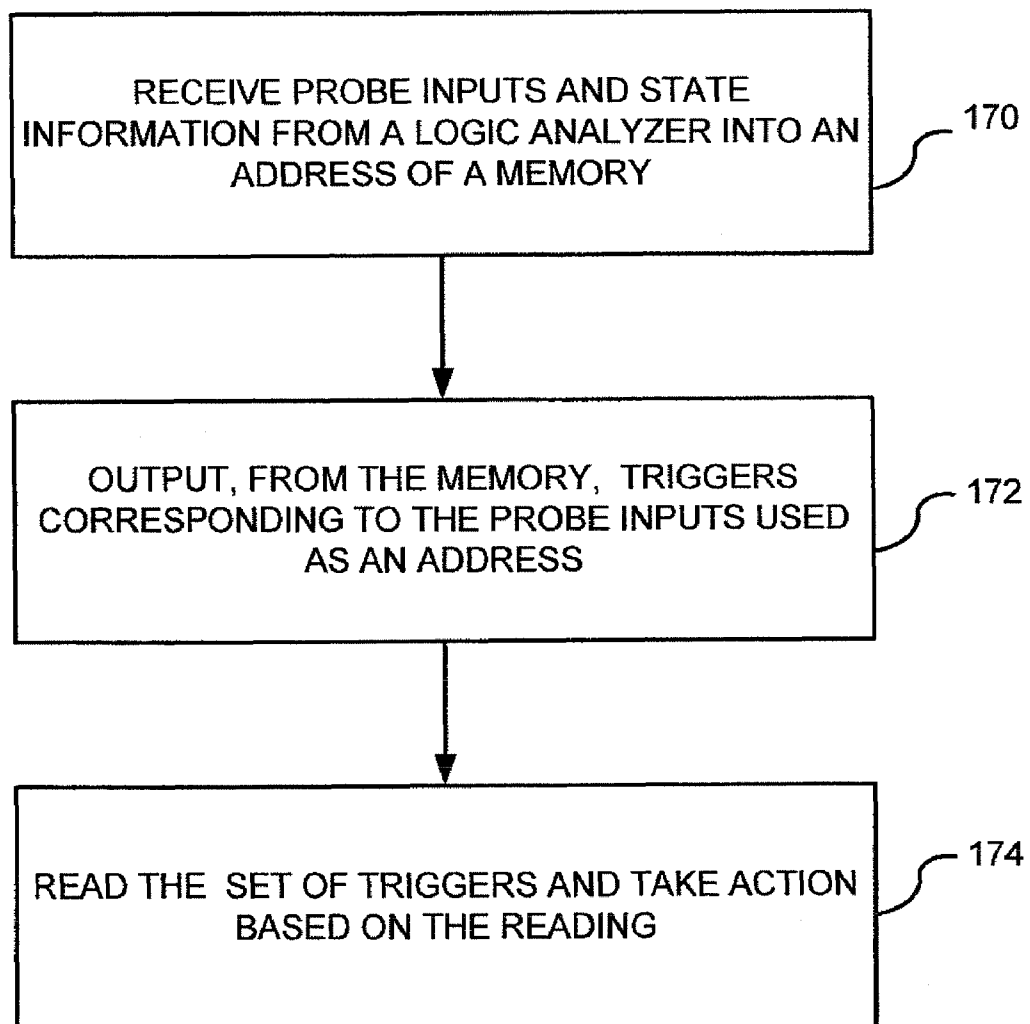 RECEIVE PROBE INPUTS AND STATE
INFORMATION FROM A LOGIC ANALYZER INTO AN
ADDRESS OF A MEMORY
170
OUTPUT, FROM THE MEMORY, TRIGGERS
CORRESPONDING TO THE PROBE INPUTS USED
AS AN ADDRESS
172
READ THE SET OF TRIGGERS AND TAKE ACTION
BASED ON THE READING
174